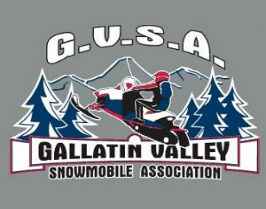 G.V.S.A.
GALLATIN VALLEY
SNOWMOBILE ASSOCIATION